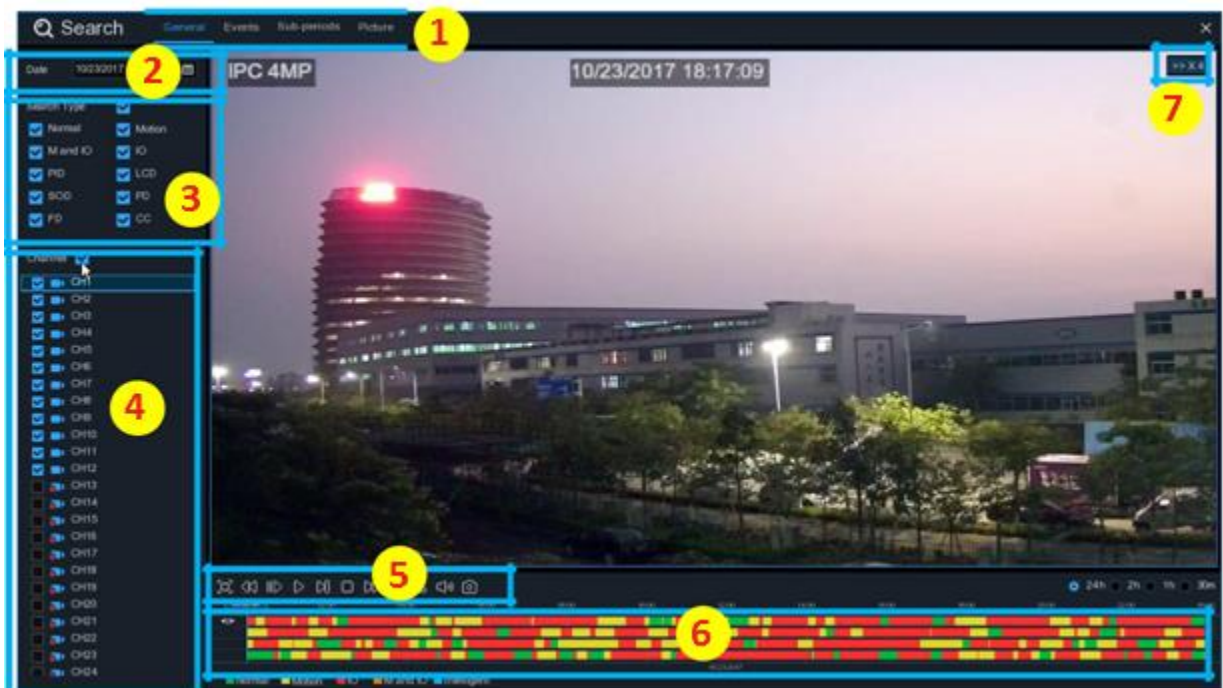 Search General Events Sub-periods Picture
1
Date 10/23/2017
2
IPC 4MP
10/23/2017 18:17:09
>> X 4
7
Search Type
Normal Motion
M and IO IO
PID LCD
SOD PD
FD CC
3
Channel
CH1
CH2
CH3
CH4
CH5
CH6
CH7
CH8
CH9
CH10
CH11
CH12
CH13
CH14
CH15
CH16
CH17
CH18
CH19
CH20
CH21
CH22
CH23
CH24
4
5
24h 2h 1h 30m
6
Normal Motion IO M and IO Intelligent